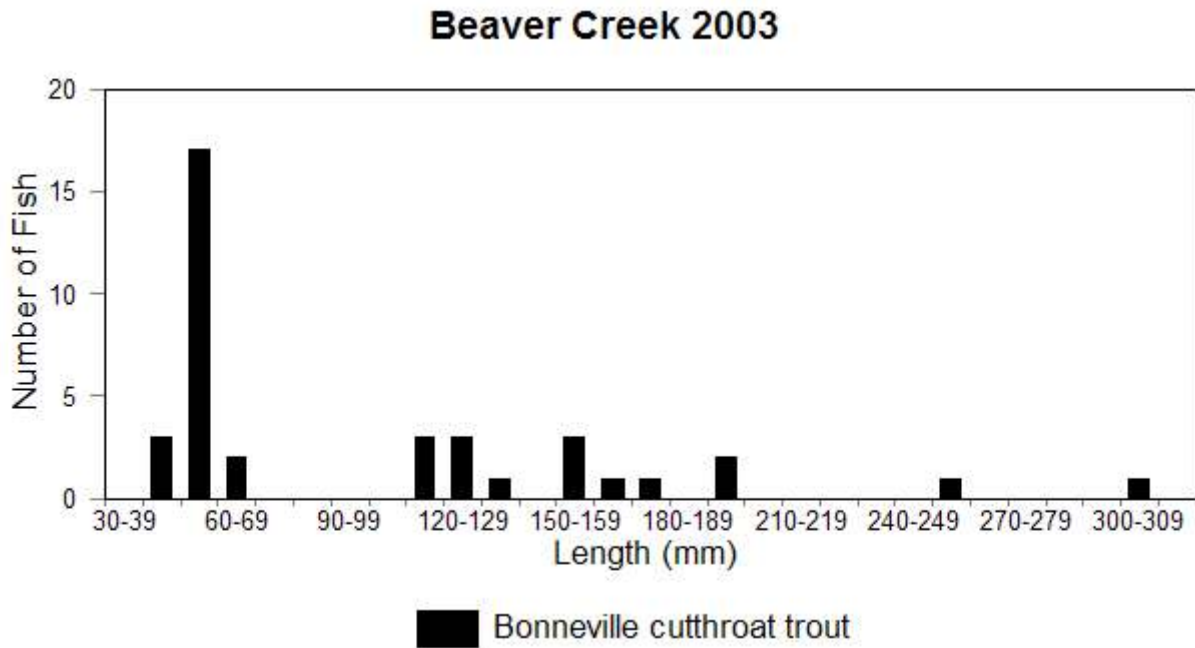 Beaver Creek 2003
20
15
10
5
0
Number of Fish
30-39 60-69 90-99 120-129 150-159 180-189 210-219 240-249 270-279 300-309
Length (mm)
Bonneville cutthroat trout